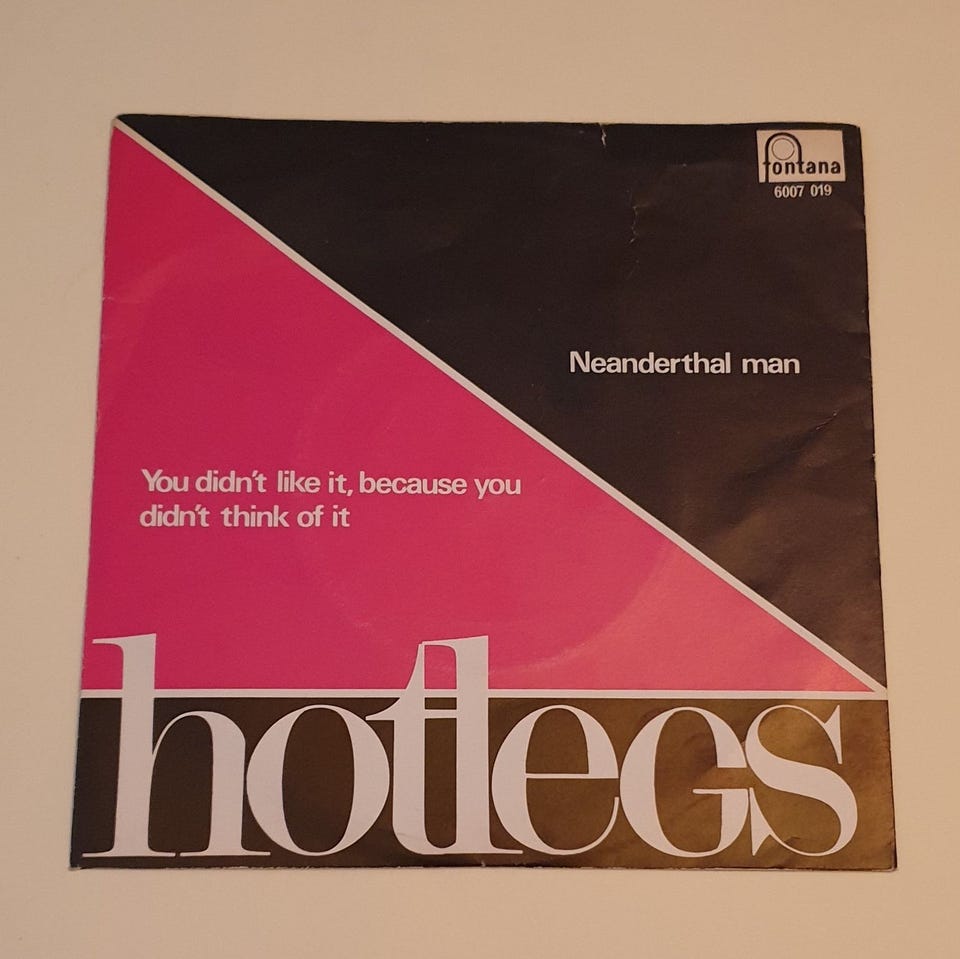 fontana
6007 019
Neanderthal man
You didn't like it, because you
didn't think of it
hotlegs